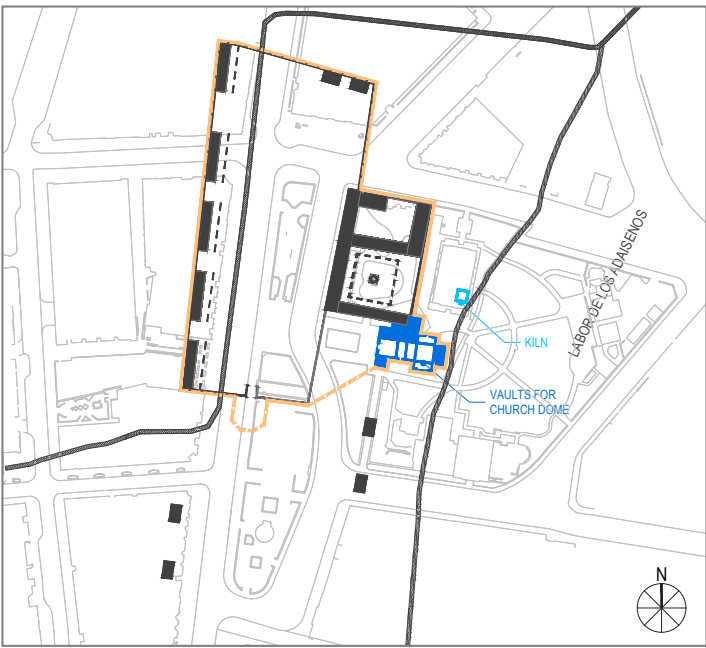 LABOR DE LOS ADAISENOS
KILN
VAULTS FOR
CHURCH DOME
N